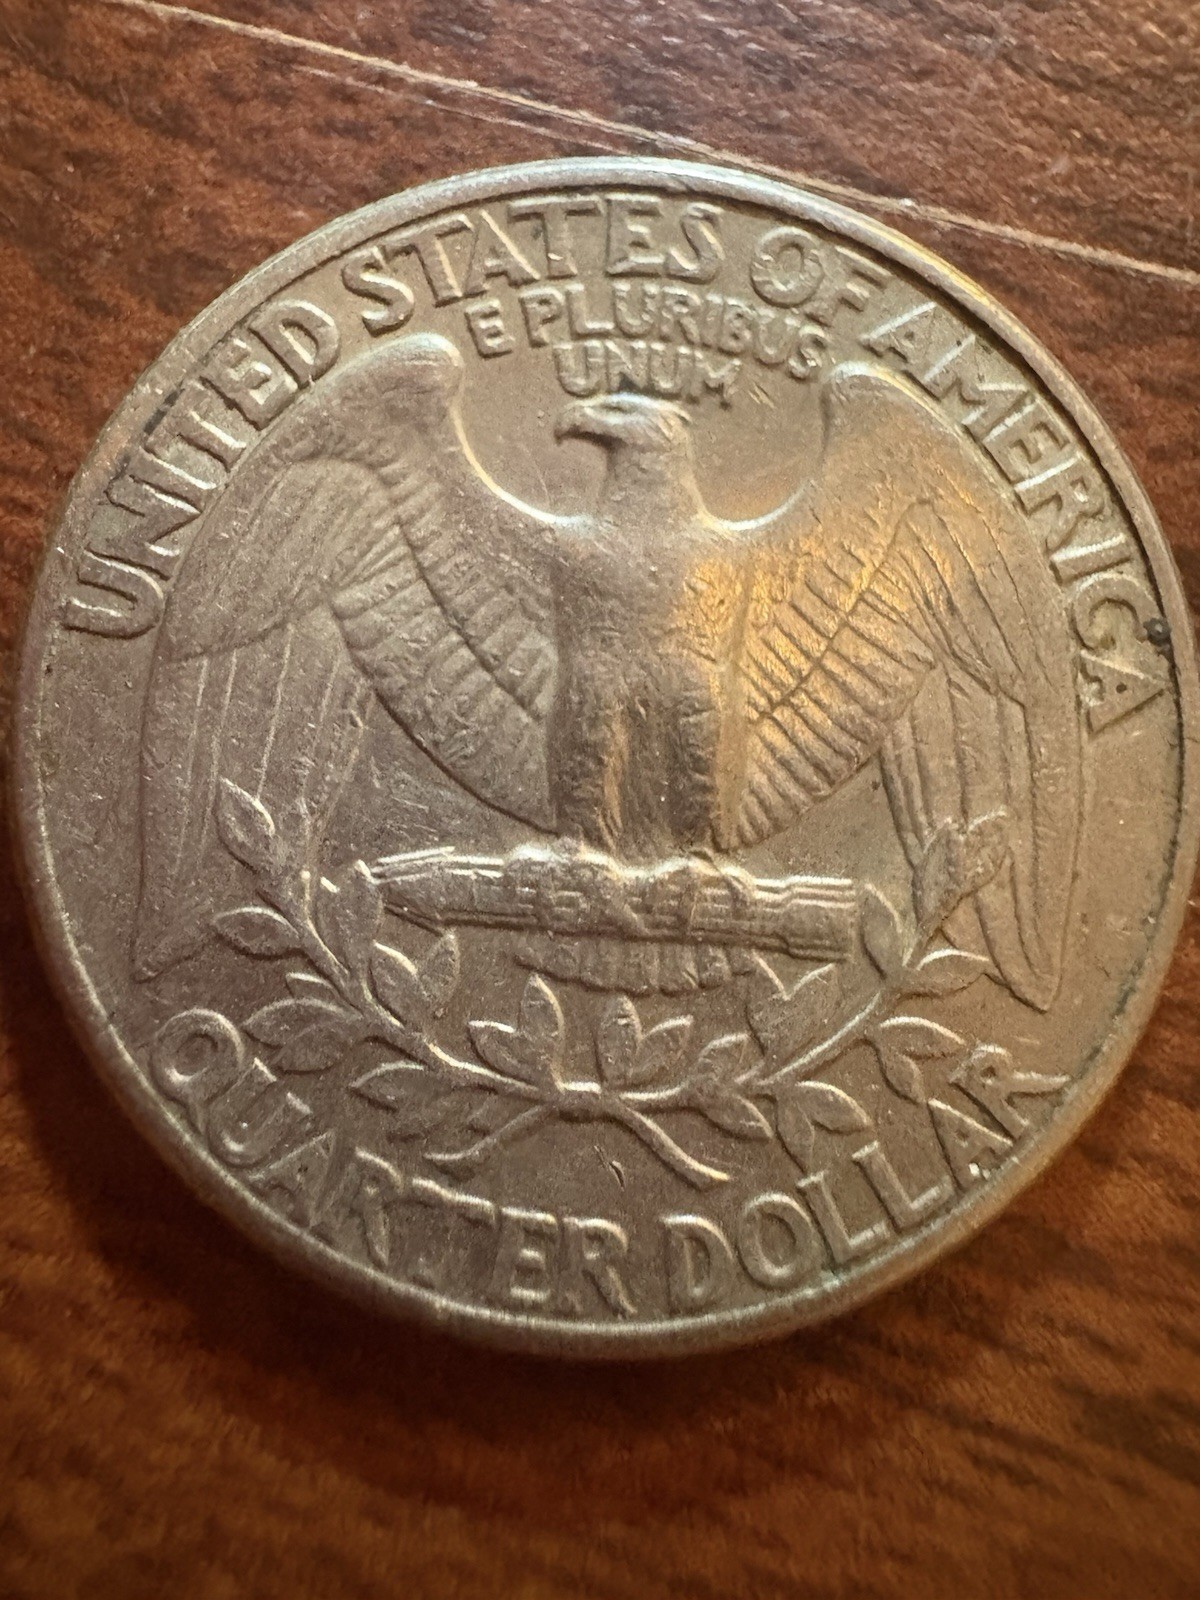 UNITED STATES OF AMERICA
E PLURIBUS
UNUM
QUARTER DOLLAR